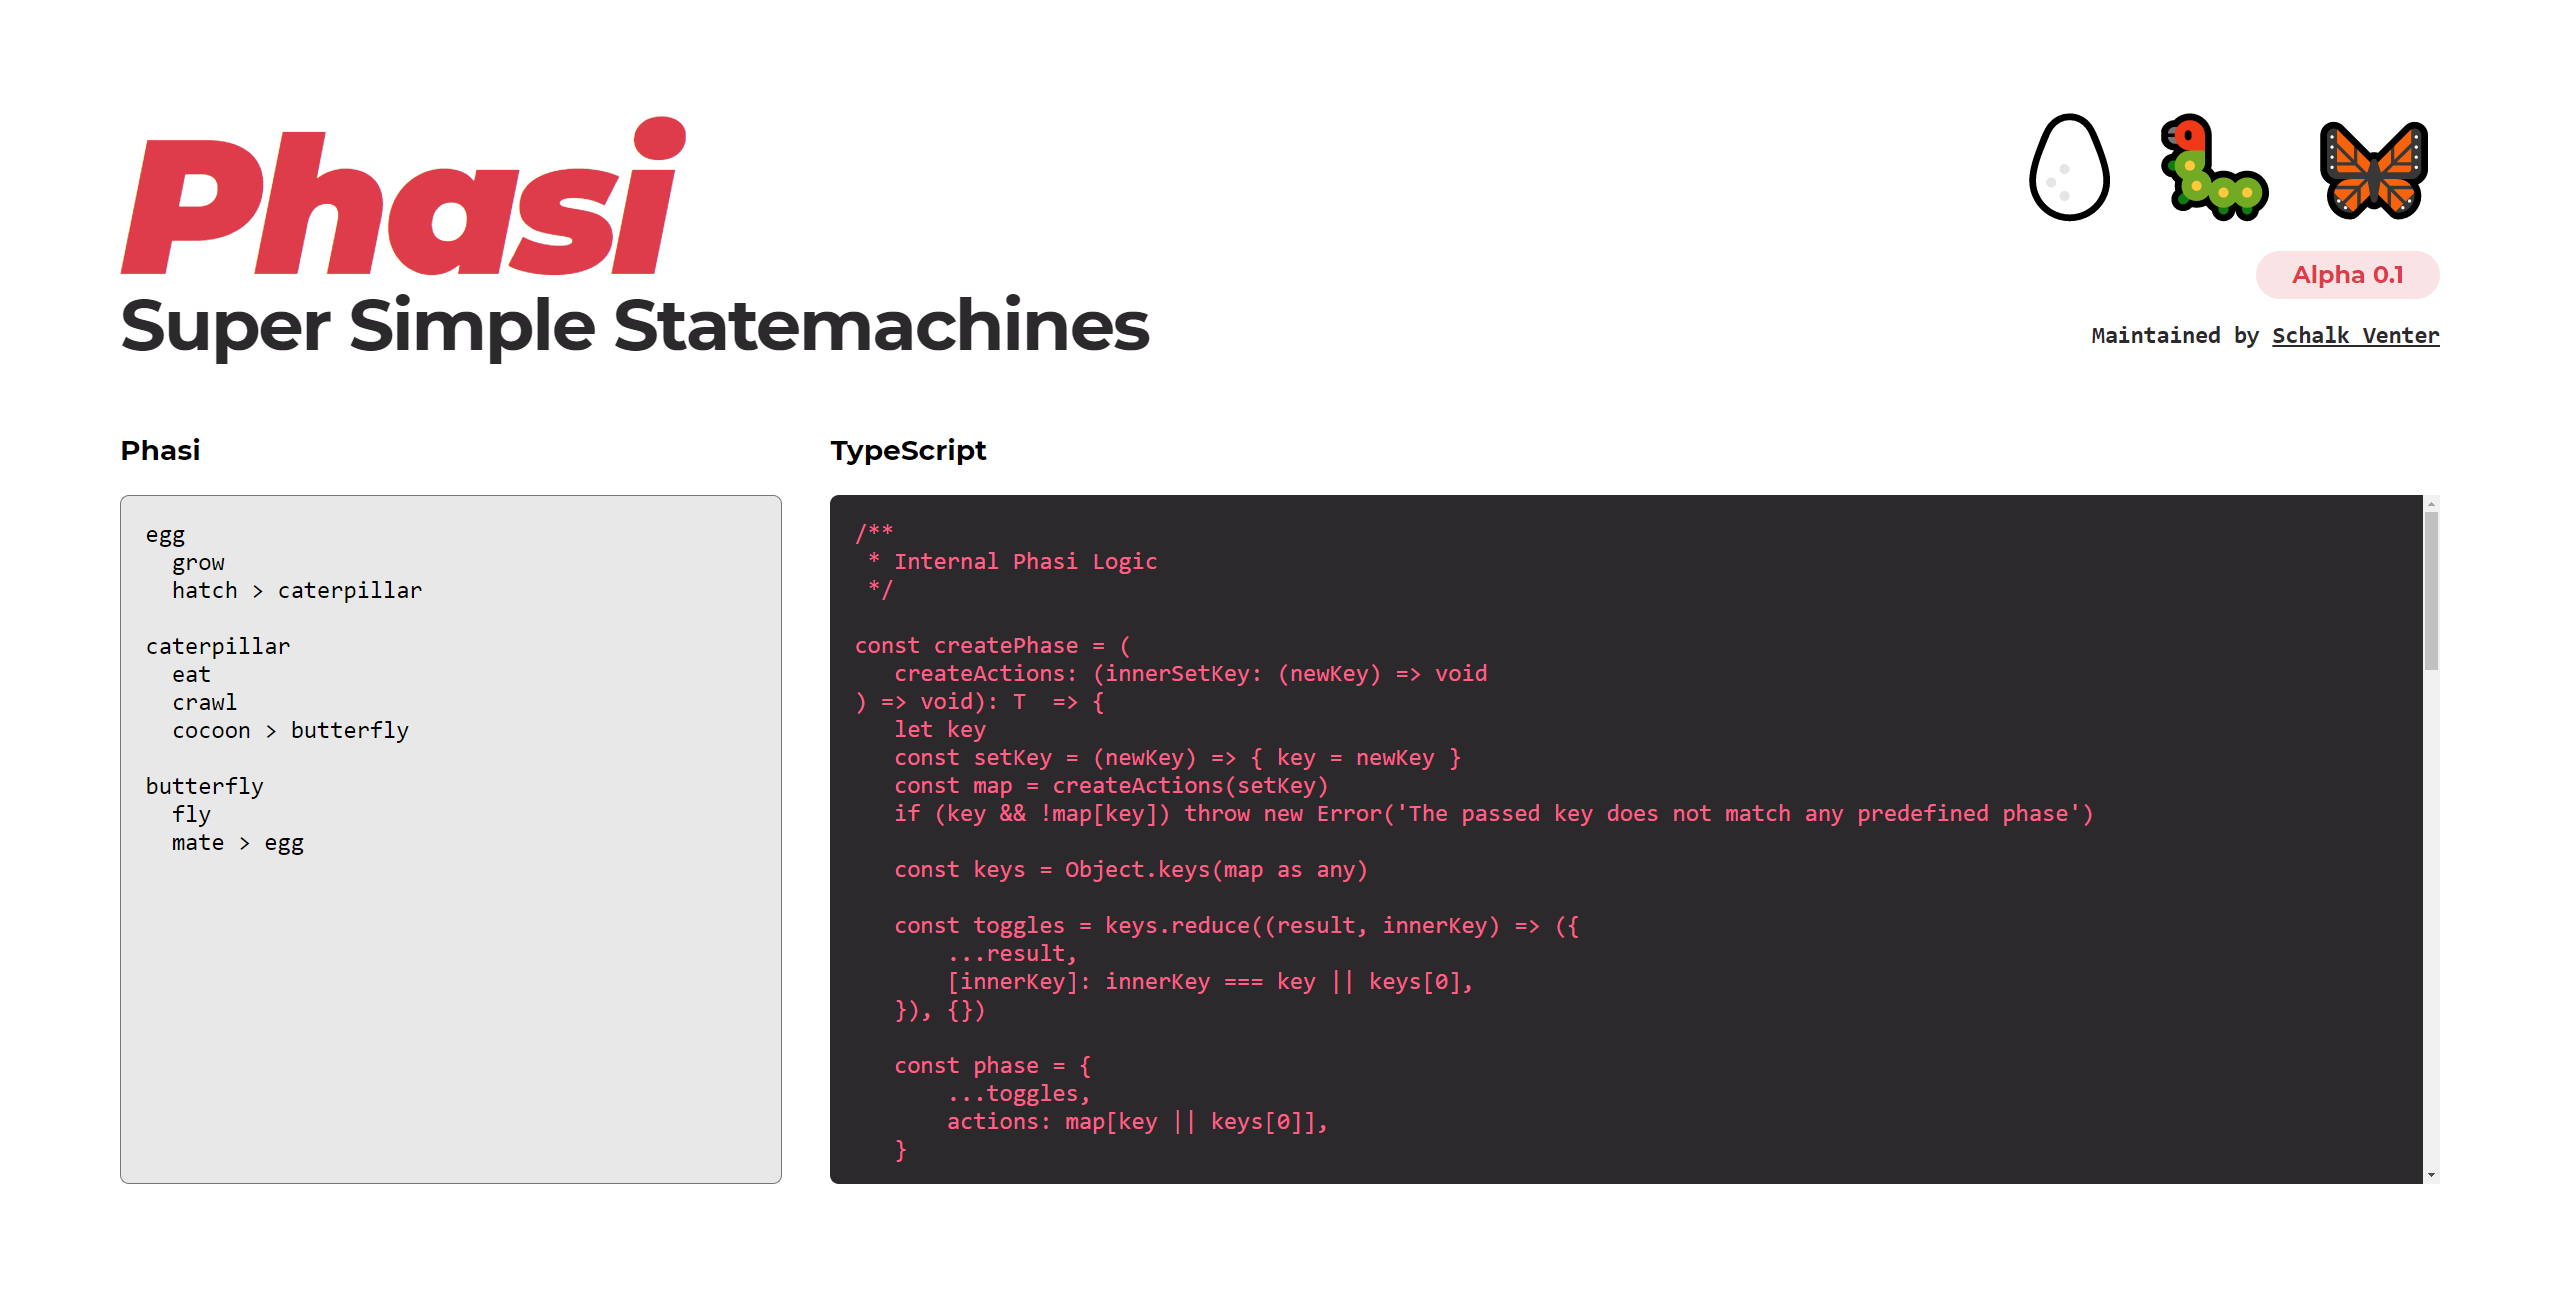 Phasi
Super Simple Statemachines
Alpha 0.1
Maintained by Schalk Venter
Phasi
egg
  grow
  hatch > caterpillar

caterpillar
  eat
  crawl
  cocoon > butterfly

butterfly
  fly
  mate > egg
TypeScript
/**
 * Internal Phasi Logic
 */

const createPhase = (
   createActions: (innerSetKey: (newKey) => void
) => void): T  => {
   let key
   const setKey = (newKey) => { key = newKey }
   const map = createActions(setKey)
   if (key && !map[key]) throw new Error('The passed key does not match any predefined phase')

   const keys = Object.keys(map as any)

   const toggles = keys.reduce((result, innerKey) => ({
       ...result,
       [innerKey]: innerKey === key || keys[0],
   }), {})

   const phase = {
       ...toggles,
       actions: map[key || keys[0]],
   }